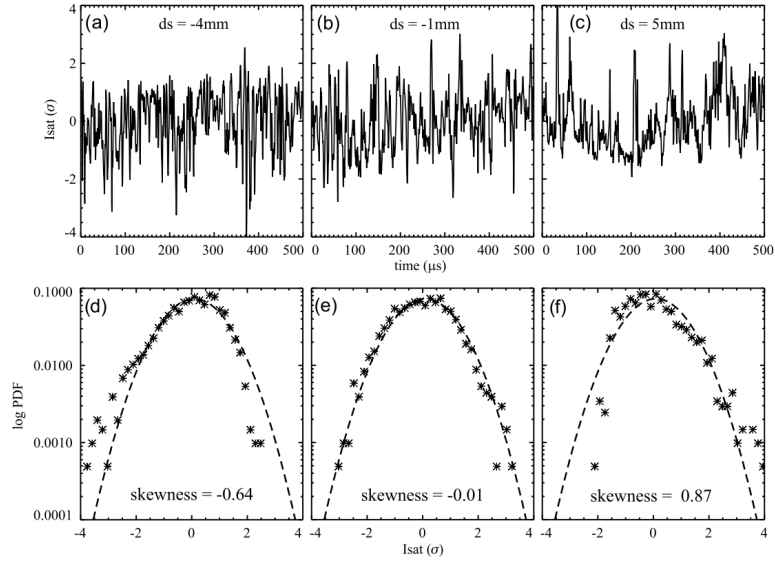 (a) ds = -4mm
(b) ds = -1mm
(c) ds = 5mm
4
2
0
-2
-4
Isat (σ)
0 100 200 300 400 500
0 100 200 300 400 500
0 100 200 300 400 500
time (μs)
(d)
(e)
(f)
0.1000
0.0100
0.0010
0.0001
log PDF
skewness = -0.64
skewness = -0.01
skewness = 0.87
-4 -2 0 2 4
-4 -2 0 2 4
-4 -2 0 2 4
Isat (σ)